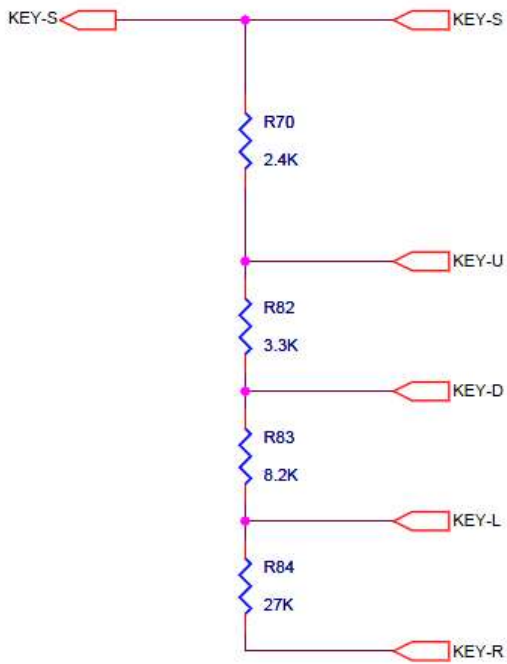 KEY-S
KEY-S
R70
2.4K
KEY-U
R82
3.3K
KEY-D
R83
8.2K
KEY-L
R84
27K
KEY-R